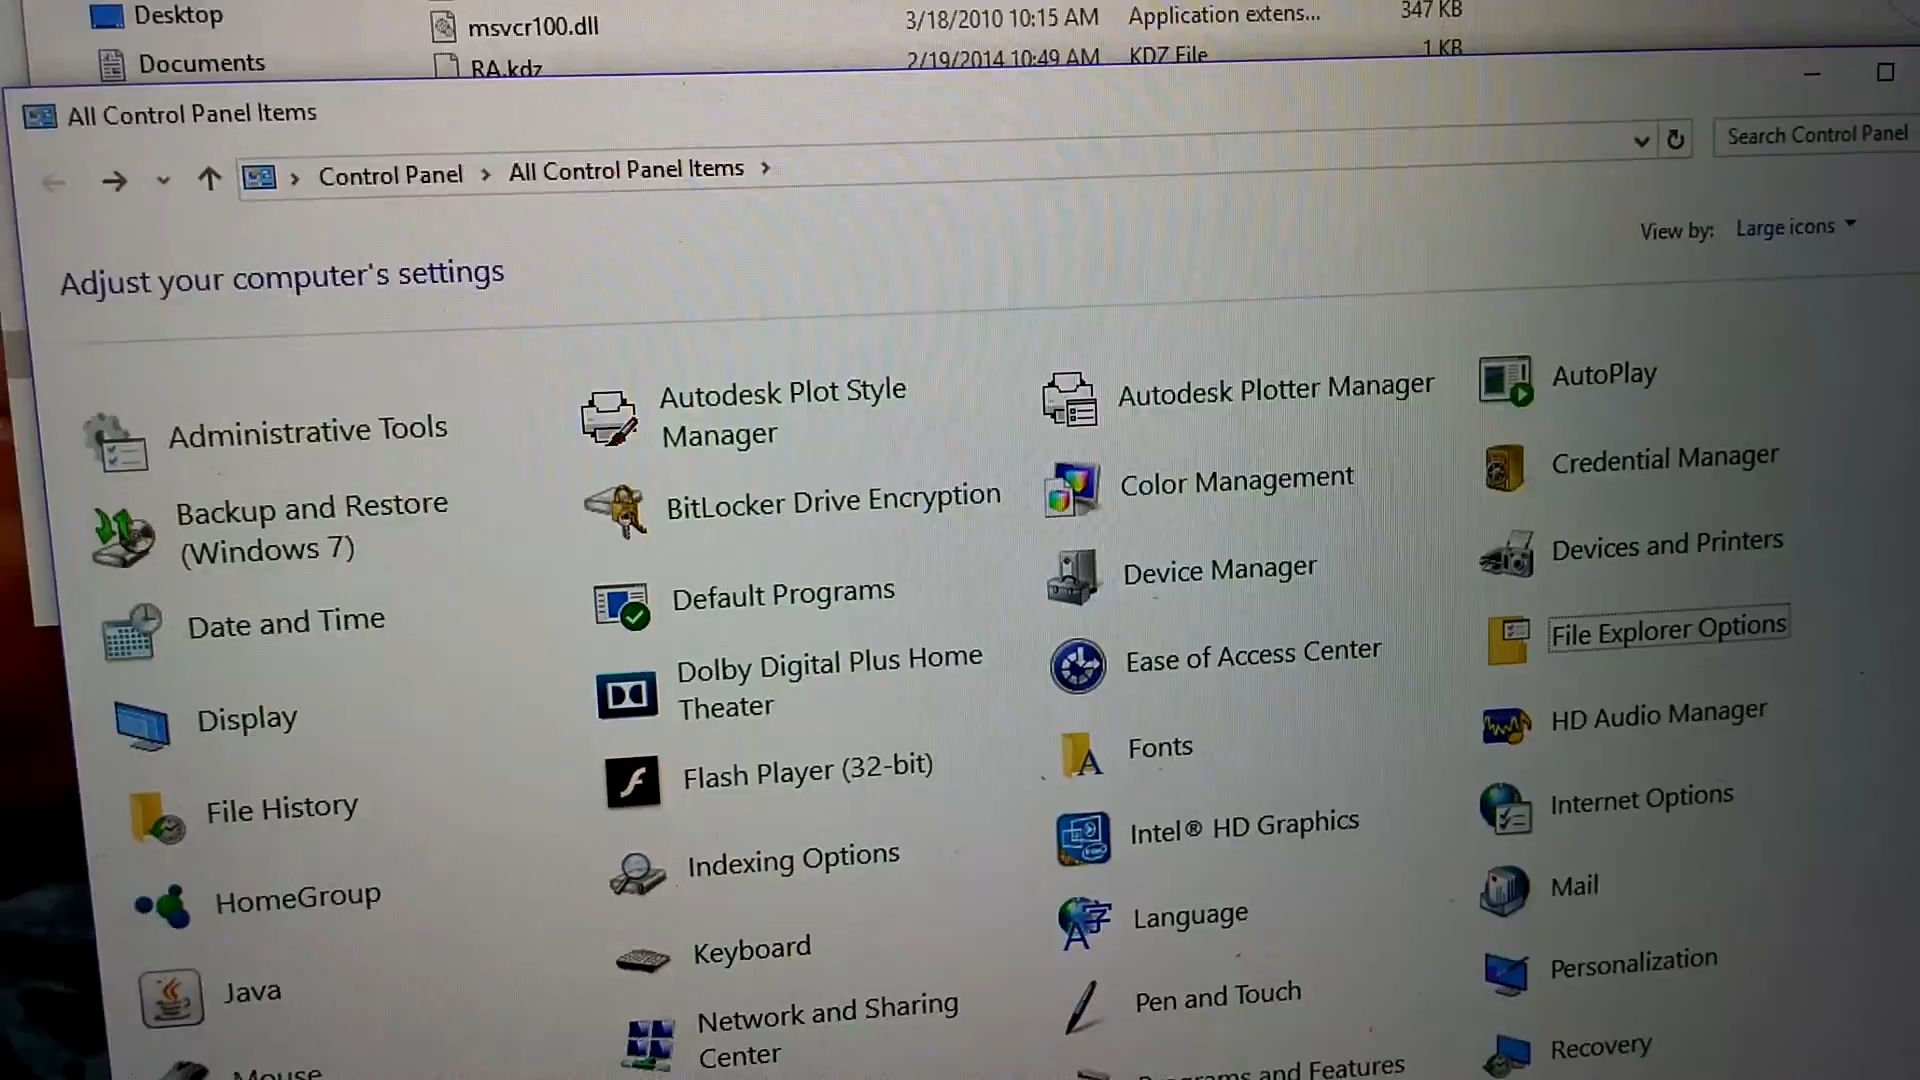 Desktop
msvcr100.dll
3/18/2010 10:15 AM
Application extens...
347 KB
Documents
RA.kdz
2/19/2014 10:49 AM
KDZ File
1 KB
All Control Panel Items
Control Panel > All Control Panel Items >
Search Control Panel
View by: Large icons
Adjust your computer's settings
Administrative Tools
Autodesk Plot Style
Manager
Autodesk Plotter Manager
AutoPlay
Backup and Restore
(Windows 7)
BitLocker Drive Encryption
Color Management
Credential Manager
Date and Time
Default Programs
Device Manager
Devices and Printers
Display
Dolby Digital Plus Home
Theater
Ease of Access Center
File Explorer Options
File History
Flash Player (32-bit)
Fonts
HD Audio Manager
HomeGroup
Indexing Options
Intel® HD Graphics
Internet Options
Java
Keyboard
Language
Mail
Mouse
Network and Sharing
Center
Pen and Touch
Personalization
Programs and Features
Recovery